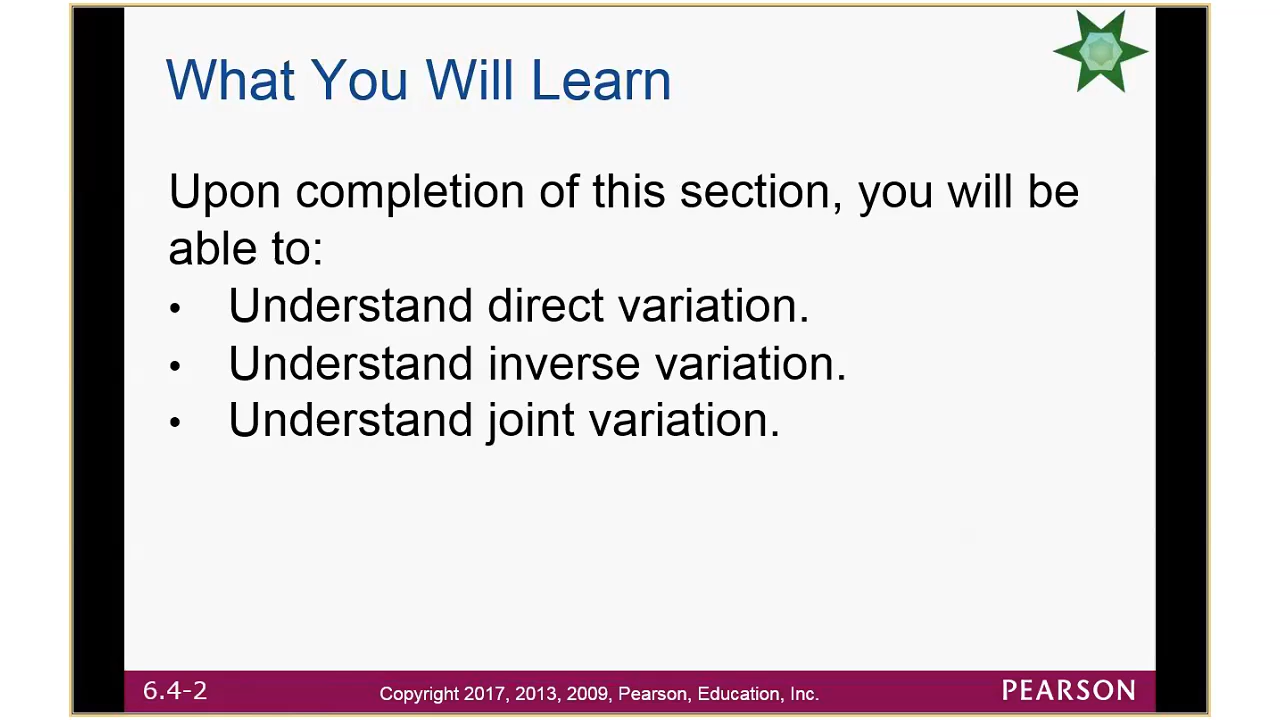 What You Will Learn
Upon completion of this section, you will be
able to:
• Understand direct variation.
• Understand inverse variation.
• Understand joint variation.
6.4-2
Copyright 2017, 2013, 2009, Pearson, Education, Inc.
PEARSON